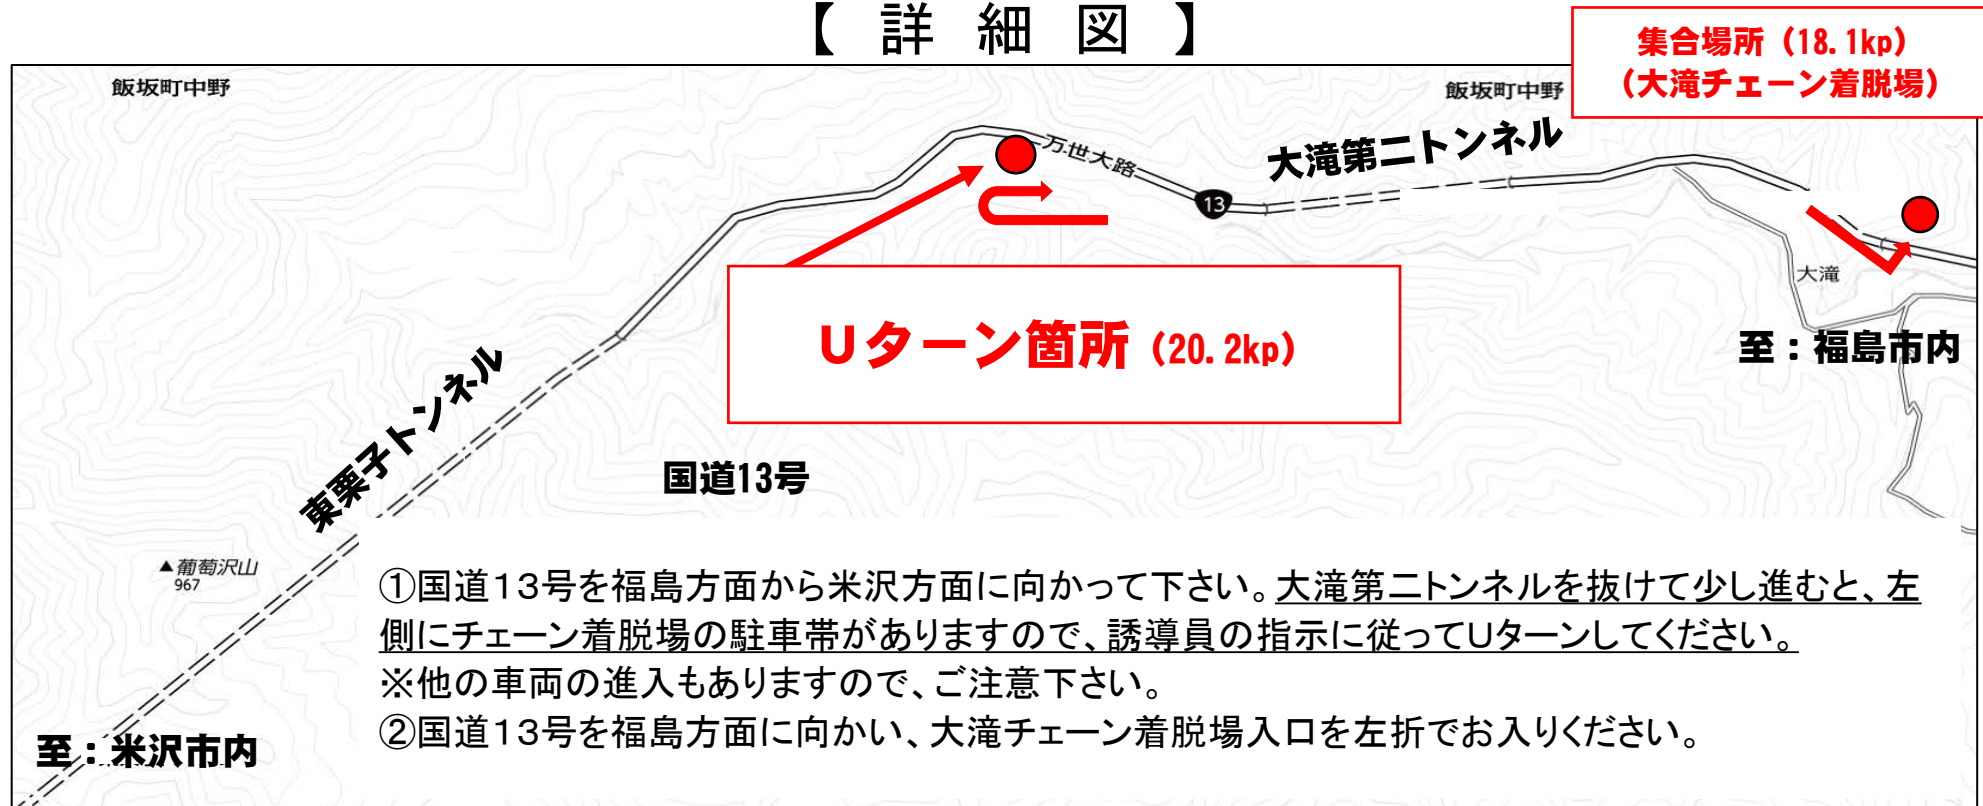 【 詳 細 図 】
集合場所（18.1kp）
（大滝チェーン着脱場）
飯坂町中野
飯坂町中野
万世大路
大滝第二トンネル
13
大滝
Uターン箇所（20.2kp）
至：福島市内
東栗子トンネル
国道13号
▲葡萄沢山
967
①国道13号を福島方面から米沢方面に向かって下さい。大滝第二トンネルを抜けて少し進むと、左
側にチェーン着脱場の駐車帯がありますので、誘導員の指示に従ってUターンしてください。
※他の車両の進入もありますので、ご注意下さい。
②国道13号を福島方面に向かい、大滝チェーン着脱場入口を左折でお入りください。
至：米沢市内